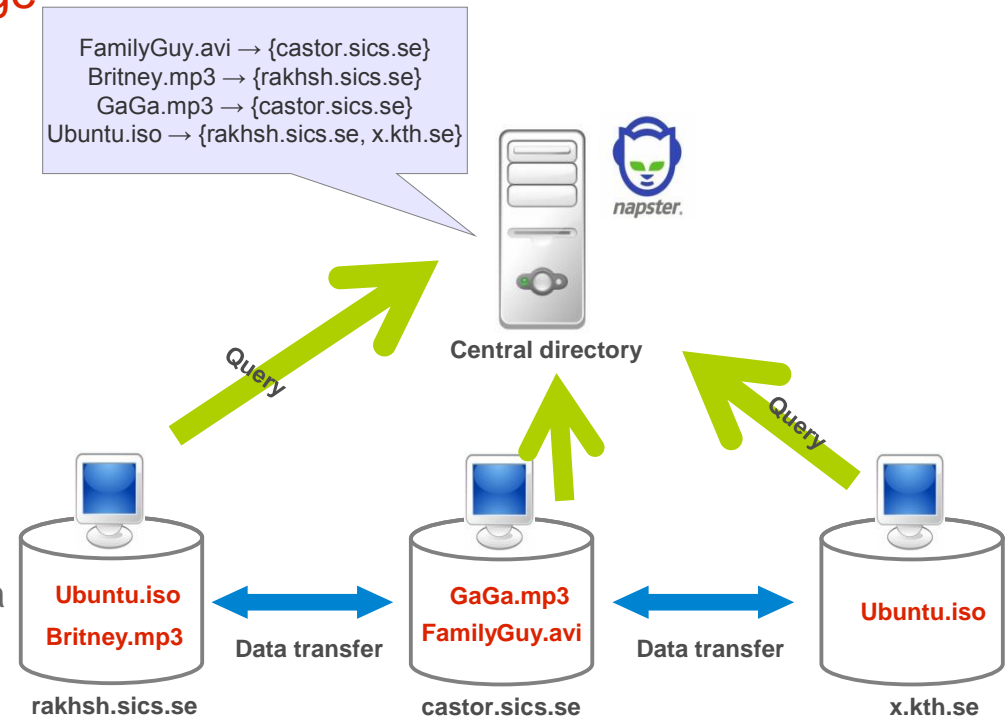 ge
FamilyGuy.avi → {castor.sics.se}
Britney.mp3 → {rakhsh.sics.se}
GaGa.mp3 → {castor.sics.se}
Ubuntu.iso → {rakhsh.sics.se, x.kth.se}
napster.
Central directory
Query
Query
a
Ubuntu.iso
Britney.mp3
Data transfer
GaGa.mp3
FamilyGuy.avi
Data transfer
Ubuntu.iso
rakhsh.sics.se
castor.sics.se
x.kth.se